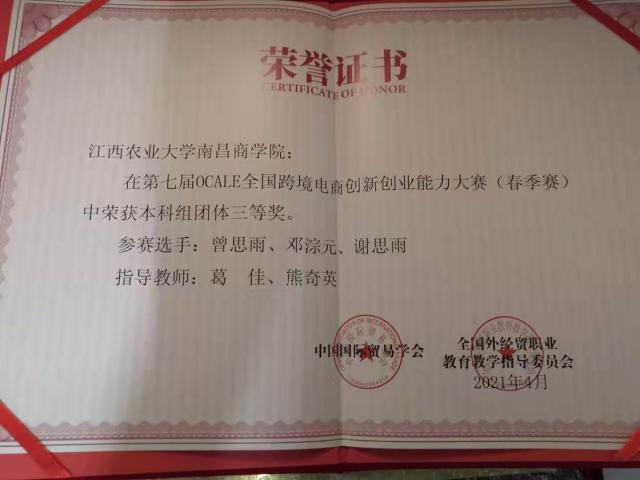 荣誉证书
CERTIFICATE OF HONOR
江西农业大学南昌商学院：
在第七届OCALE全国跨境电商创新创业能力大赛（春季赛）
中荣获本科组团体三等奖。
参赛选手：曾思雨、邓淙元、谢思雨
指导教师：葛　佳、熊奇英
中国国际贸易学会
全国外经贸职业
教育教学指导委员会
2021年4月